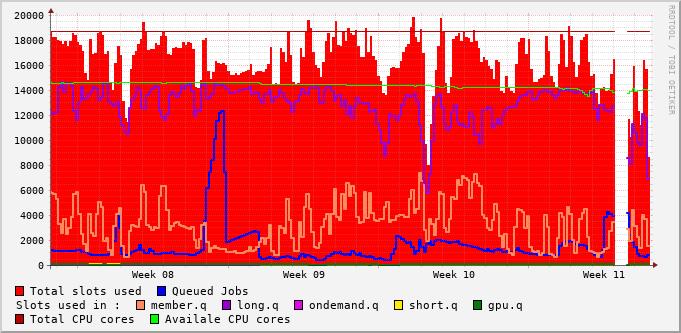 20000
18000
16000
14000
12000
10000
8000
6000
4000
2000
0
Week 08 Week 09 Week 10 Week 11
RRDTOOL / TOBI OETIKER
Total slots used Queued Jobs
Slots used in : member.q long.q ondemand.q short.q gpu.q
Total CPU cores Availale CPU cores